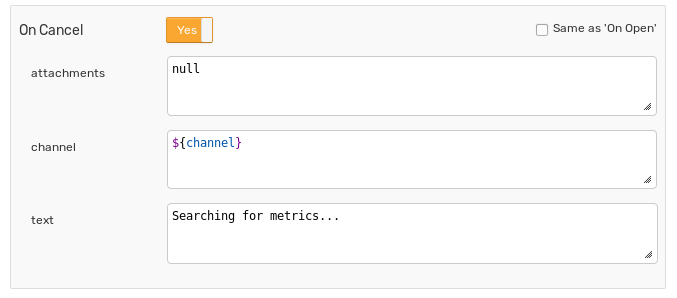 On Cancel Yes Same as 'On Open'
attachments null
channel ${channel}
text Searching for metrics...